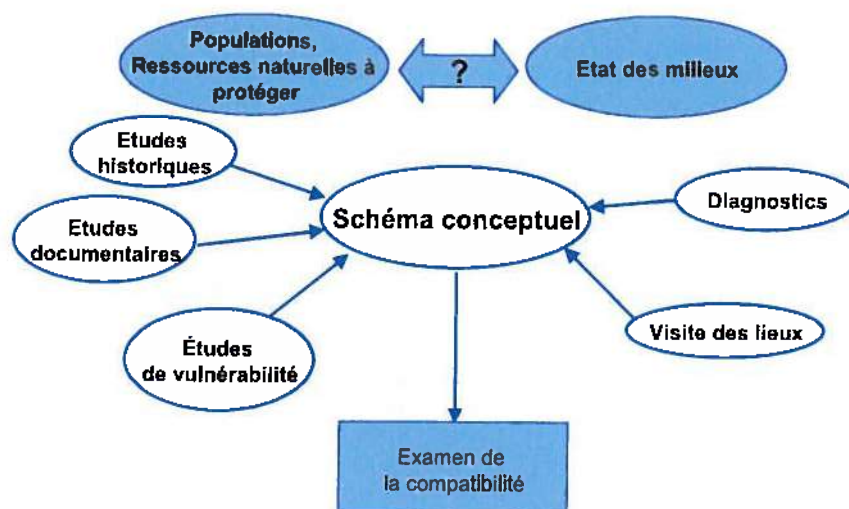 Populations,
Ressources naturelles à
protéger
?
Etat des milieux
Etudes
historiques
Etudes
documentaires
Études
de vulnérabilité
Schéma conceptuel
Diagnostics
Visite des lieux
Examen de
la compatibilité